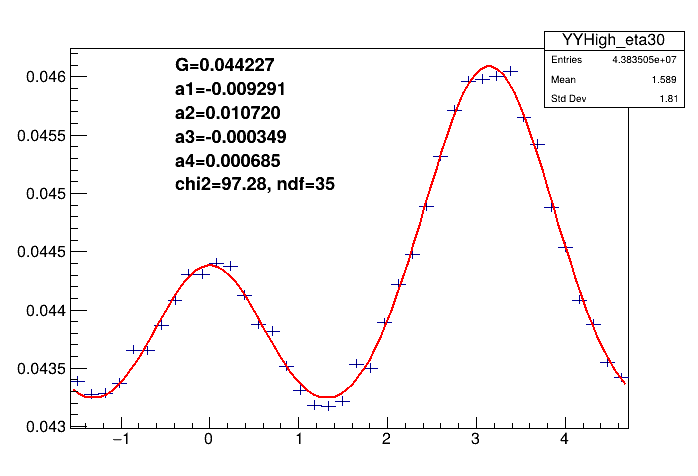 YYHigh_eta30
Entries 4.383505e+07
Mean 1.589
Std Dev 1.81
G=0.044227
a1=-0.009291
a2=0.010720
a3=-0.000349
a4=0.000685
chi2=97.28, ndf=35
0.046
0.0455
0.045
0.0445
0.044
0.0435
0.043
−1 0 1 2 3 4